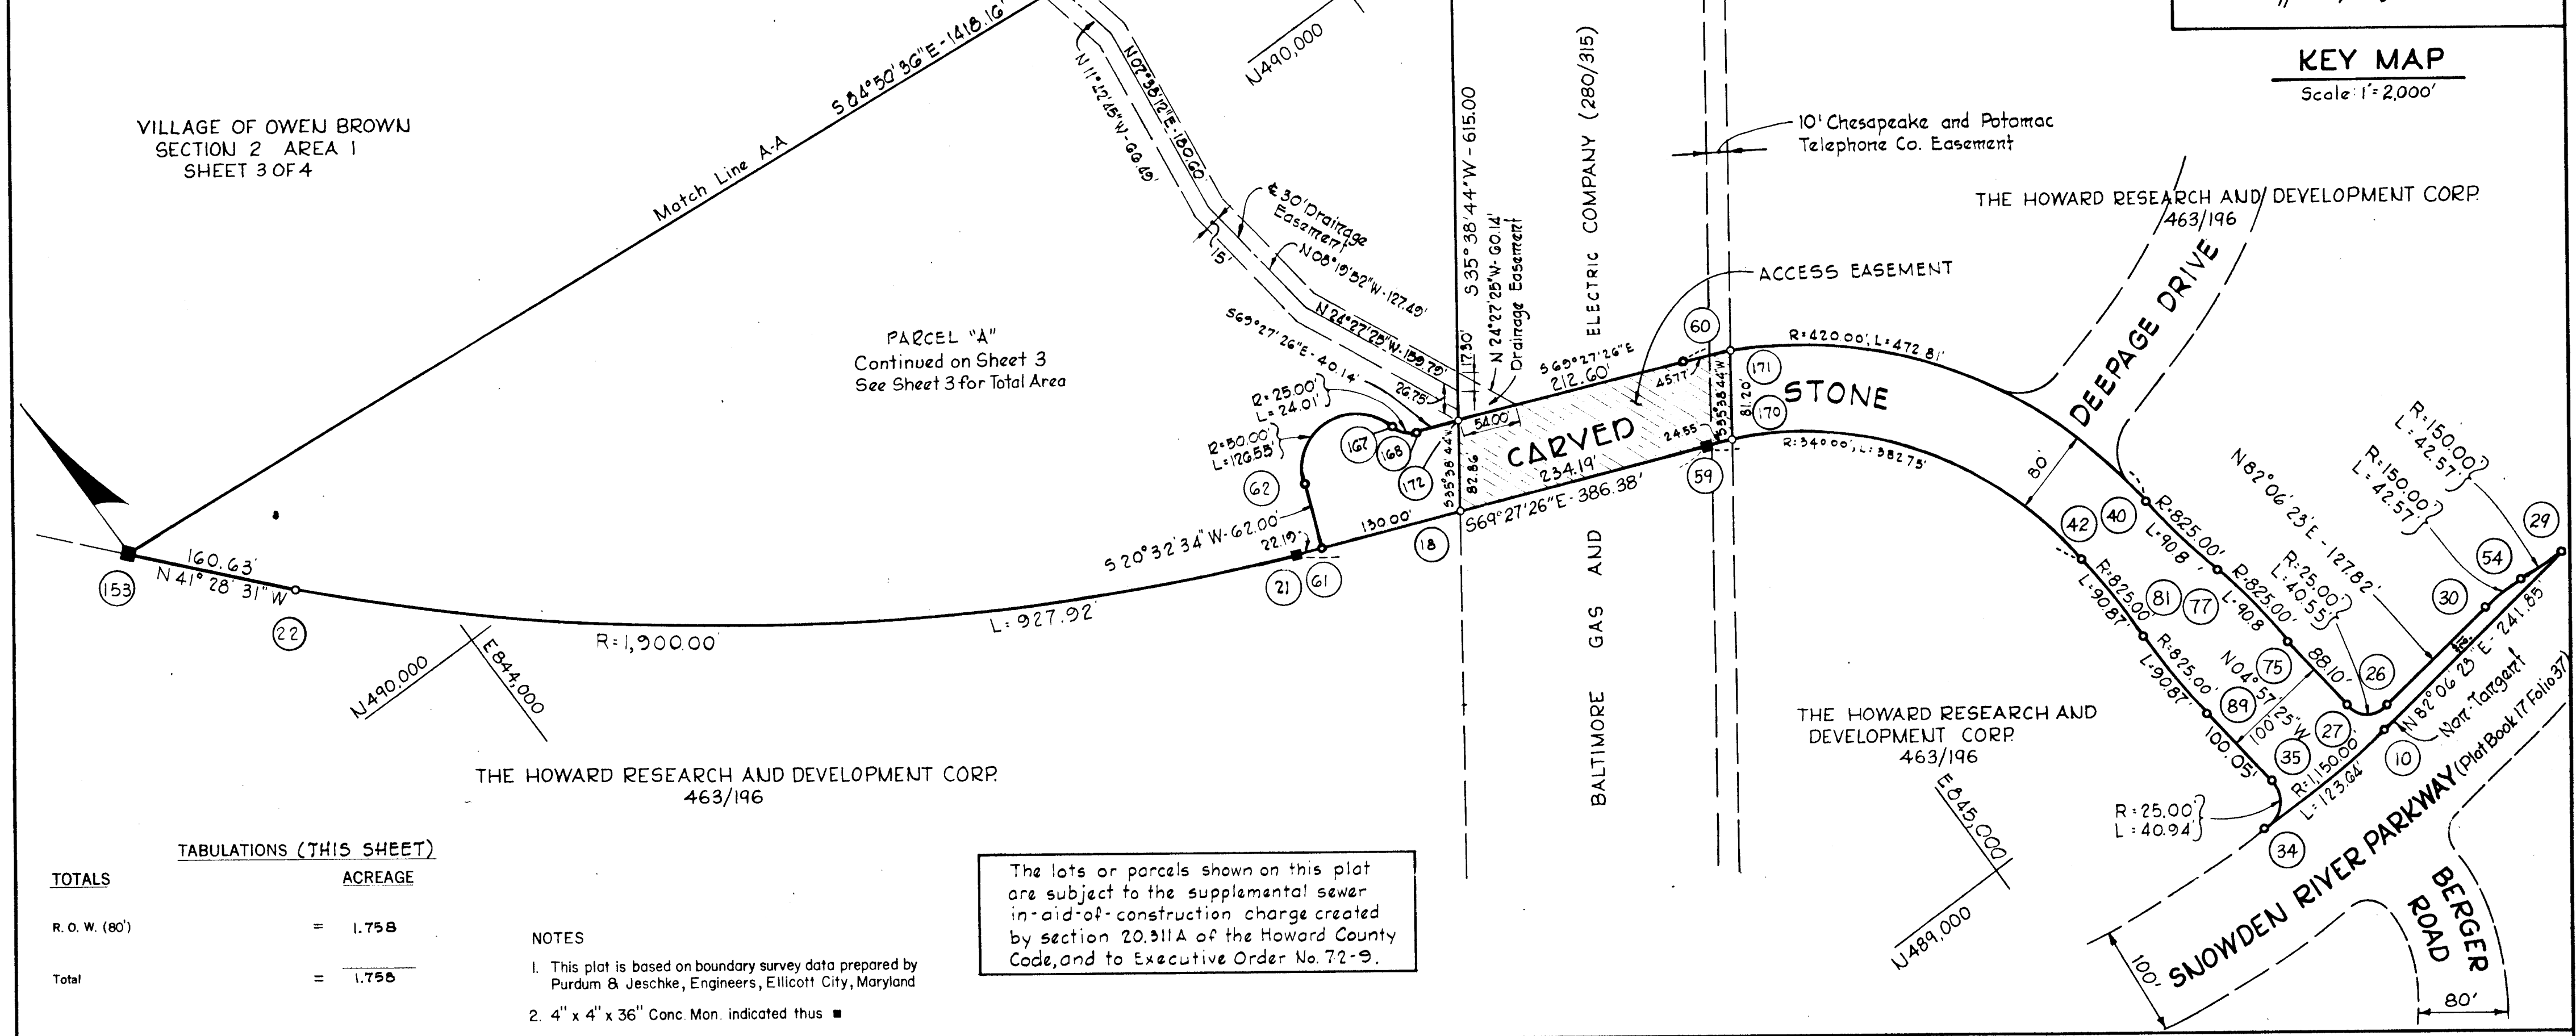 KEY MAP
Scale: 1"= 2,000'
VILLAGE OF OWEN BROWN
SECTION 2 AREA 1
SHEET 3 OF 4
Match Line A-A
S 84°50'36"E - 1418.16'
N 11°22'45"W - 66.49'
N02°38'12"E - 180.60'
N490,000
℄ 30' Drainage
Easement
N08°19'52"W - 127.49'
15'
N 24°27'25"W - 159.79'
S69°27'26"E - 40.14'
26.75'
S35°38'44"W - 615.00
17.30'
N 24°27'25"W - 60.14'
Drainage Easement
ELECTRIC COMPANY (280/315)
10' Chesapeake and Potomac
Telephone Co. Easement
THE HOWARD RESEARCH AND DEVELOPMENT CORP.
463/196
DEEPAGE DRIVE
ACCESS EASEMENT
PARCEL "A"
Continued on Sheet 3
See Sheet 3 for Total Area
R=25.00'
L=24.01'
R=50.00'
L=126.55'
167
168
172
62
S69°27'26"E
212.60'
54.00'
60
45.77'
S35°38'44"W
81.20'
171
170
R=420.00', L=472.81'
CARVED
STONE
24.55'
59
R=340.00', L=382.75'
80'
234.19'
S69°27'26"E - 386.38'
S35°38'44"W
82.86
130.00'
18
S20°32'34"W - 62.00'
22.19'
21
61
160.63'
N 41°28'31"W
153
22
R=1,900.00'
L=927.92'
N490,000
E844,000
BALTIMORE GAS AND
42
40
R=825.00'
L=90.8
R=825.00'
L=90.8
R=825.00'
L=90.87'
R=825.00'
L=90.87'
81
77
75
89
88.10'
N04°57'25"W
100'
100.05'
35
27
26
10
34
R=25.00'
L=40.55'
N82°06'23"E - 127.82'
R=150.00'
L=42.57'
R=150.00'
L=42.57'
30
54
29
N 82°06'23"E - 241.85'
Non-Tangent
R=1,150.00'
L=123.64'
R=25.00'
L=40.94'
SNOWDEN RIVER PARKWAY (Plat Book 17 Folio 37)
100'
BERGER
ROAD
80'
THE HOWARD RESEARCH AND
DEVELOPMENT CORP.
463/196
E845,000
N489,000
THE HOWARD RESEARCH AND DEVELOPMENT CORP.
463/196
TABULATIONS (THIS SHEET)
TOTALS ACREAGE
R. O. W. (80') = 1.758
Total = 1.758
NOTES
1. This plat is based on boundary survey data prepared by
Purdum & Jeschke, Engineers, Ellicott City, Maryland
2. 4" x 4" x 36" Conc. Mon. indicated thus ■
The lots or parcels shown on this plat
are subject to the supplemental sewer
in-aid-of-construction charge created
by section 20.311A of the Howard County
Code, and to Executive Order No. 72-9.